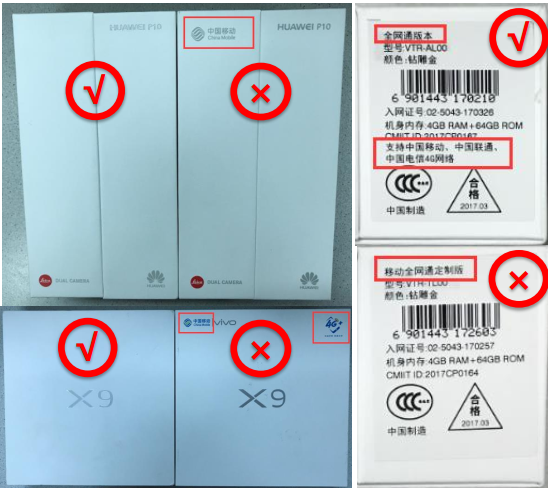 HUAWEI P10
中国移动
China Mobile
HUAWEI P10
DUAL CAMERA
HUAWEI
DUAL CAMERA
HUAWEI
X9
中国移动
vivo
4G+
X9
全网通版本
型号:VTR-AL00
颜色:钻雕金
6 901443 170210
入网证号:02-5043-170326
机身内存:4GB RAM+64GB ROM
CMIIT ID:2017CP0167
支持中国移动、中国联通、
中国电信4G网络
CCC
S&E
合格
2017.03
中国制造
移动全网通定制版
型号:VTR-TL00
颜色:钻雕金
6 901443 172603
入网证号:02-5043-170257
机身内存:4GB RAM+64GB ROM
CMIIT ID:2017CP0164
CCC
S&E
合格
2017.03
中国制造